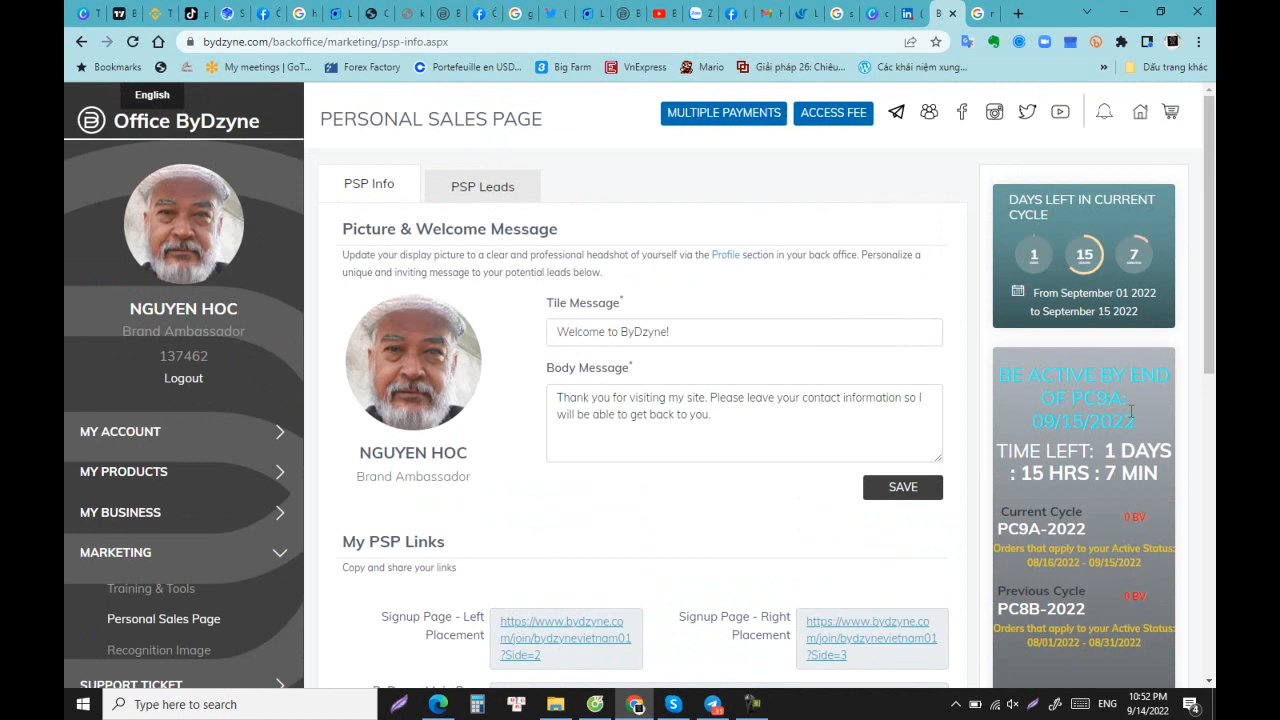 bydzyne.com/backoffice/marketing/psp-info.aspx
Bookmarks
My meetings | GoT...
Forex Factory
Portefeuille en USD...
Big Farm
VnExpress
Mario
Giải pháp 26: Chiêu...
Các khái niệm xung...
»
Dấu trang khác
English
Office ByDzyne
NGUYEN HOC
Brand Ambassador
137462
Logout
MY ACCOUNT
MY PRODUCTS
MY BUSINESS
MARKETING
Training & Tools
Personal Sales Page
Recognition Image
SUPPORT TICKET
PERSONAL SALES PAGE
MULTIPLE PAYMENTS
ACCESS FEE
PSP Info
PSP Leads
Picture & Welcome Message
Update your display picture to a clear and professional headshot of yourself via the Profile section in your back office. Personalize a
unique and inviting message to your potential leads below.
NGUYEN HOC
Brand Ambassador
Tile Message*
Welcome to ByDzyne!
Body Message*
Thank you for visiting my site. Please leave your contact information so I
will be able to get back to you.
SAVE
My PSP Links
Copy and share your links
Signup Page - Left
Placement
https://www.bydzyne.co
m/join/bydzynevietnam01
?Side=2
Signup Page - Right
Placement
https://www.bydzyne.co
m/join/bydzynevietnam01
?Side=3
DAYS LEFT IN CURRENT
CYCLE
1
15
7
From September 01 2022
to September 15 2022
BE ACTIVE BY END
OF PC9A:
09/15/2022
TIME LEFT: 1 DAYS
: 15 HRS : 7 MIN
Current Cycle
PC9A-2022
0 BV
Orders that apply to your Active Status:
08/16/2022 - 09/15/2022
Previous Cycle
PC8B-2022
0 BV
Orders that apply to your Active Status:
08/01/2022 - 08/31/2022
Type here to search
ENG
10:52 PM
9/14/2022